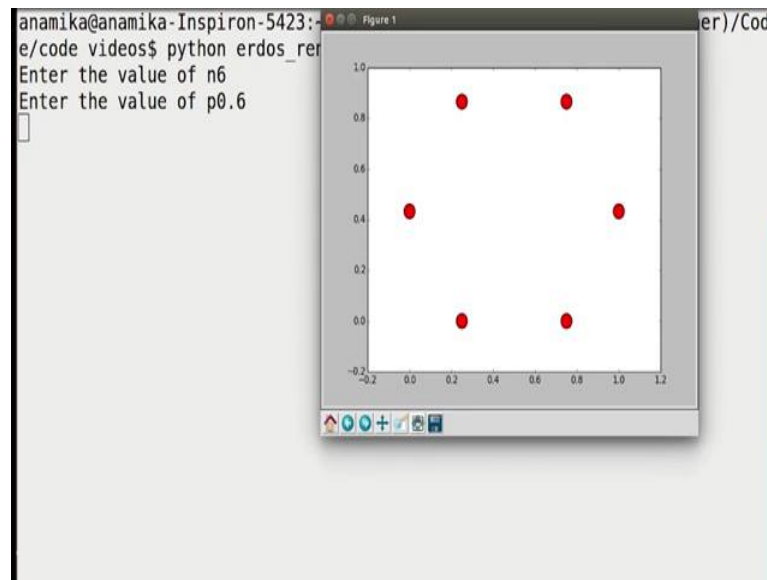 anamika@anamika-Inspiron-5423:~
er)/Cod
e/code videos$ python erdos_ren
Enter the value of n6
Enter the value of p0.6
Figure 1
1.0
0.8
0.6
0.4
0.2
0.0
-0.2
-0.2 0.0 0.2 0.4 0.6 0.8 1.0 1.2